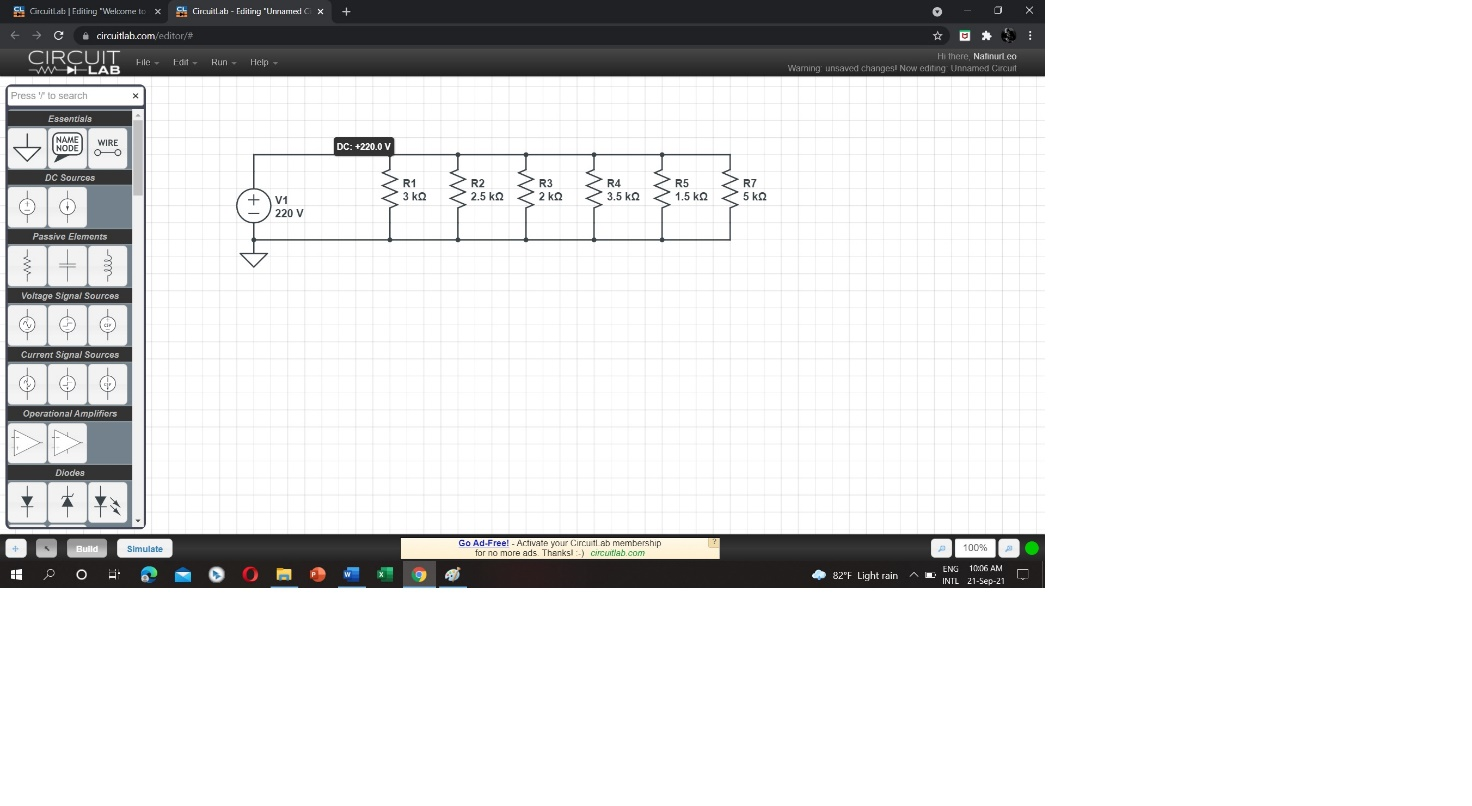 CircuitLab | Editing "Welcome to
CircuitLab - Editing "Unnamed C
circuitlab.com/editor/#
CIRCUIT
LAB
File
Edit
Run
Help
Hi there, NafinurLeo
Warning: unsaved changes! Now editing: Unnamed Circuit
Press '/' to search
Essentials
NAME
NODE
WIRE
DC Sources
Passive Elements
Voltage Signal Sources
Current Signal Sources
Operational Amplifiers
Diodes
DC: +220.0 V
V1
220 V
R1
3 kΩ
R2
2.5 kΩ
R3
2 kΩ
R4
3.5 kΩ
R5
1.5 kΩ
R7
5 kΩ
Build
Simulate
Go Ad-Free! - Activate your CircuitLab membership
for no more ads. Thanks! :-) circuitlab.com
?
100%
82°F Light rain
ENG
INTL
10:06 AM
21-Sep-21